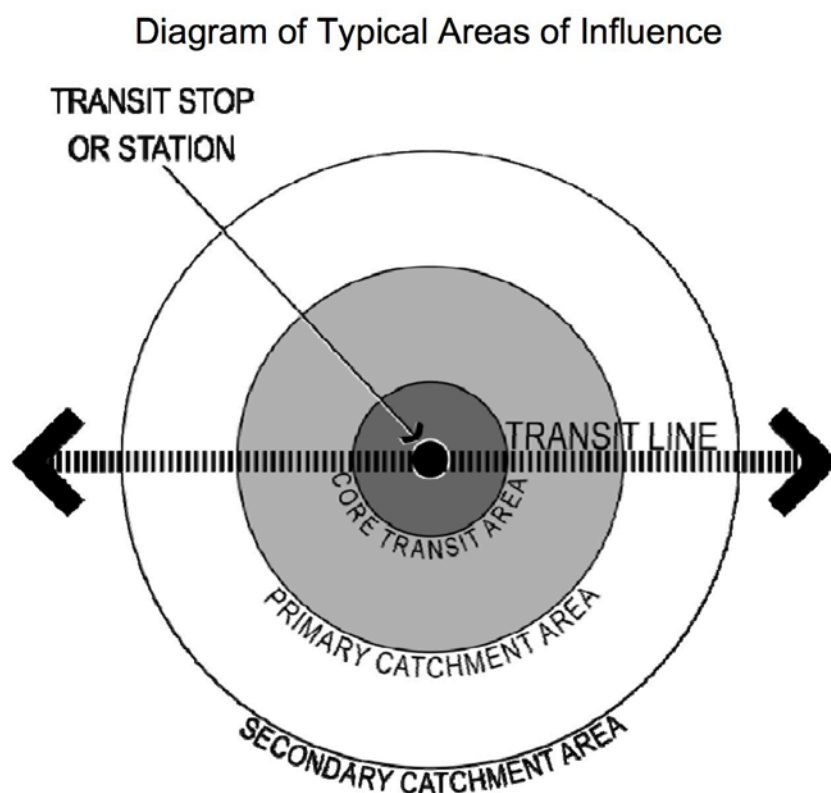 Diagram of Typical Areas of Influence
TRANSIT STOP
OR STATION
TRANSIT LINE
CORE TRANSIT AREA
PRIMARY CATCHMENT AREA
SECONDARY CATCHMENT AREA